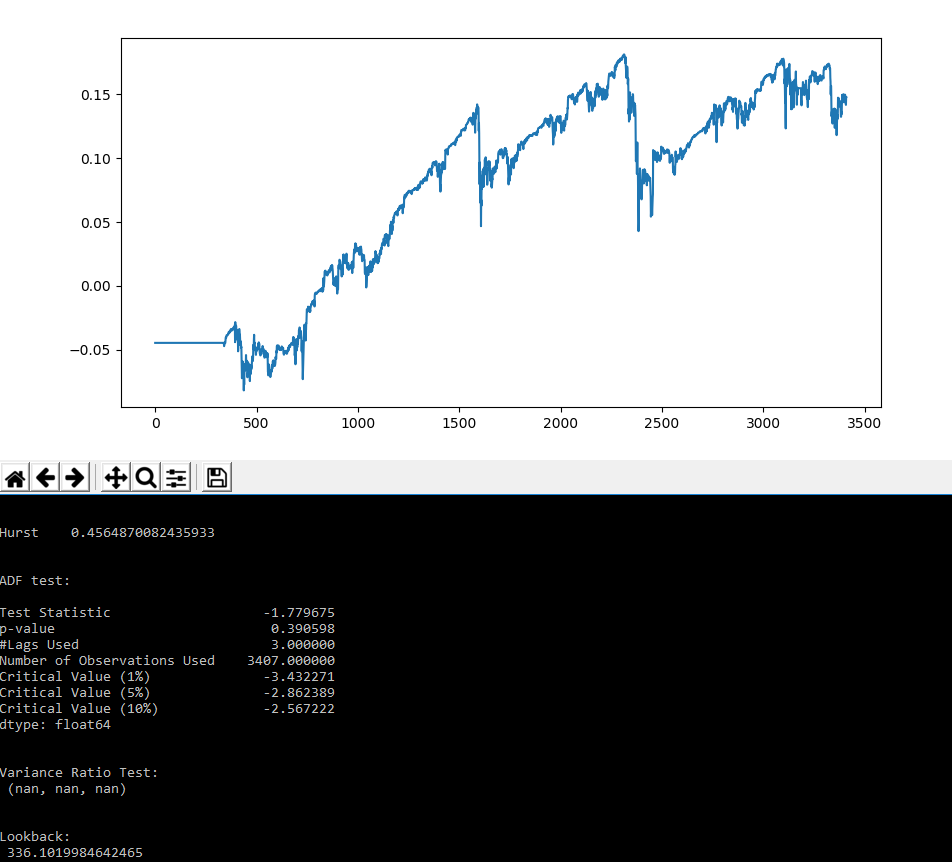 0.15
0.10
0.05
0.00
−0.05
0 500 1000 1500 2000 2500 3000 3500
Hurst 0.4564870082435933
ADF test:
Test Statistic -1.779675
p-value 0.390598
#Lags Used 3.000000
Number of Observations Used 3407.000000
Critical Value (1%) -3.432271
Critical Value (5%) -2.862389
Critical Value (10%) -2.567222
dtype: float64
Variance Ratio Test:
(nan, nan, nan)
Lookback:
336.1019984642465